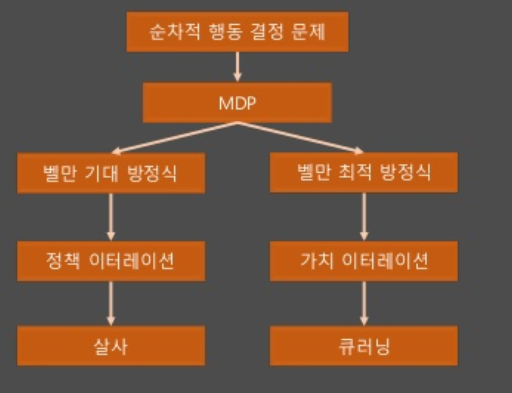 순차적 행동 결정 문제
MDP
벨만 기대 방정식
벨만 최적 방정식
정책 이터레이션
가치 이터레이션
살사
큐러닝